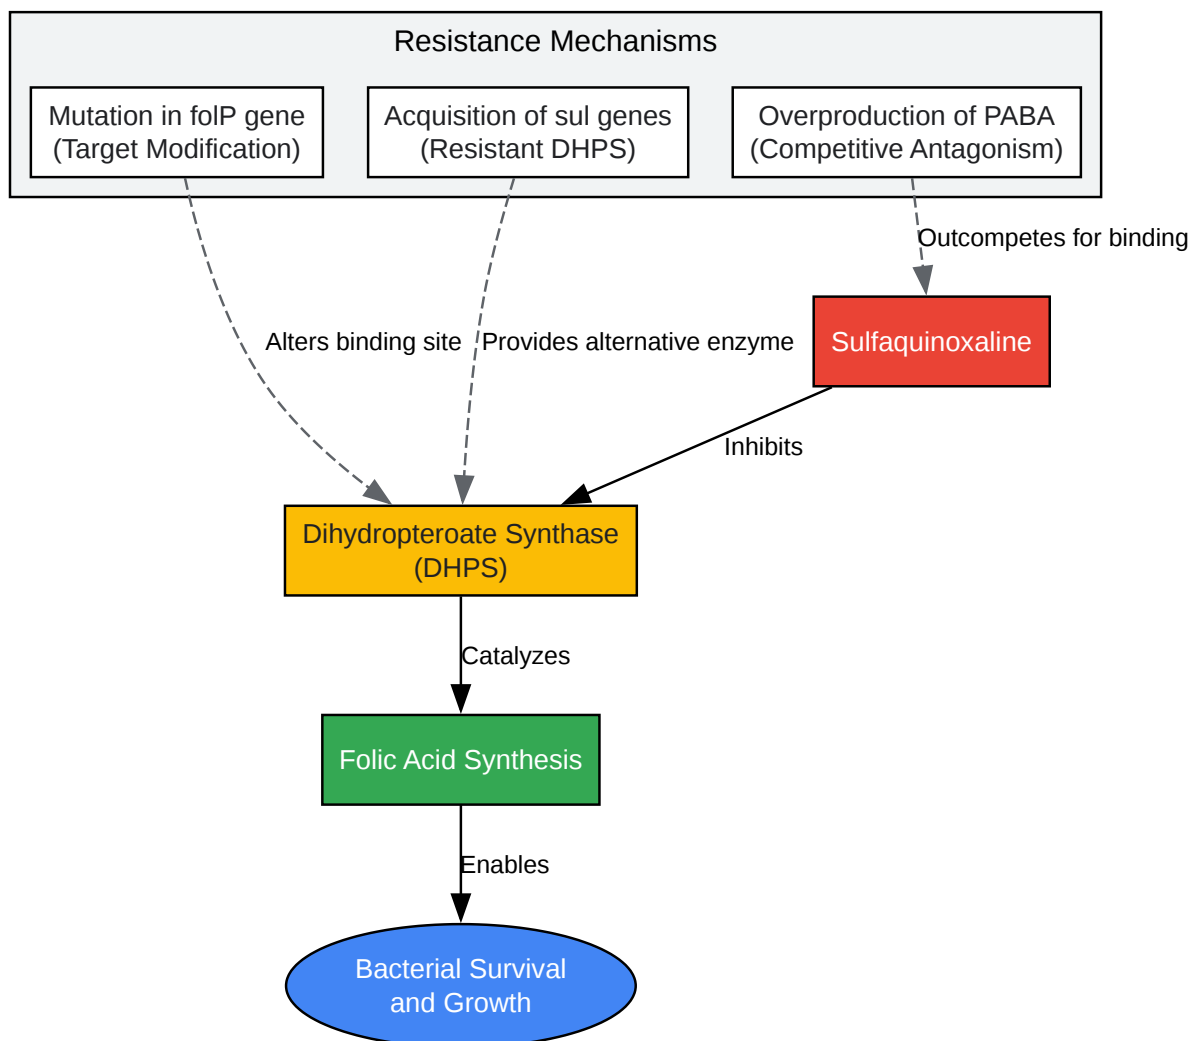 Resistance Mechanisms
Mutation in folP gene
(Target Modification)
Acquisition of sul genes
(Resistant DHPS)
Overproduction of PABA
(Competitive Antagonism)
Outcompetes for binding
Alters binding site
Provides alternative enzyme
Sulfaquinoxaline
Inhibits
Dihydropteroate Synthase
(DHPS)
Catalyzes
Folic Acid Synthesis
Enables
Bacterial Survival
and Growth